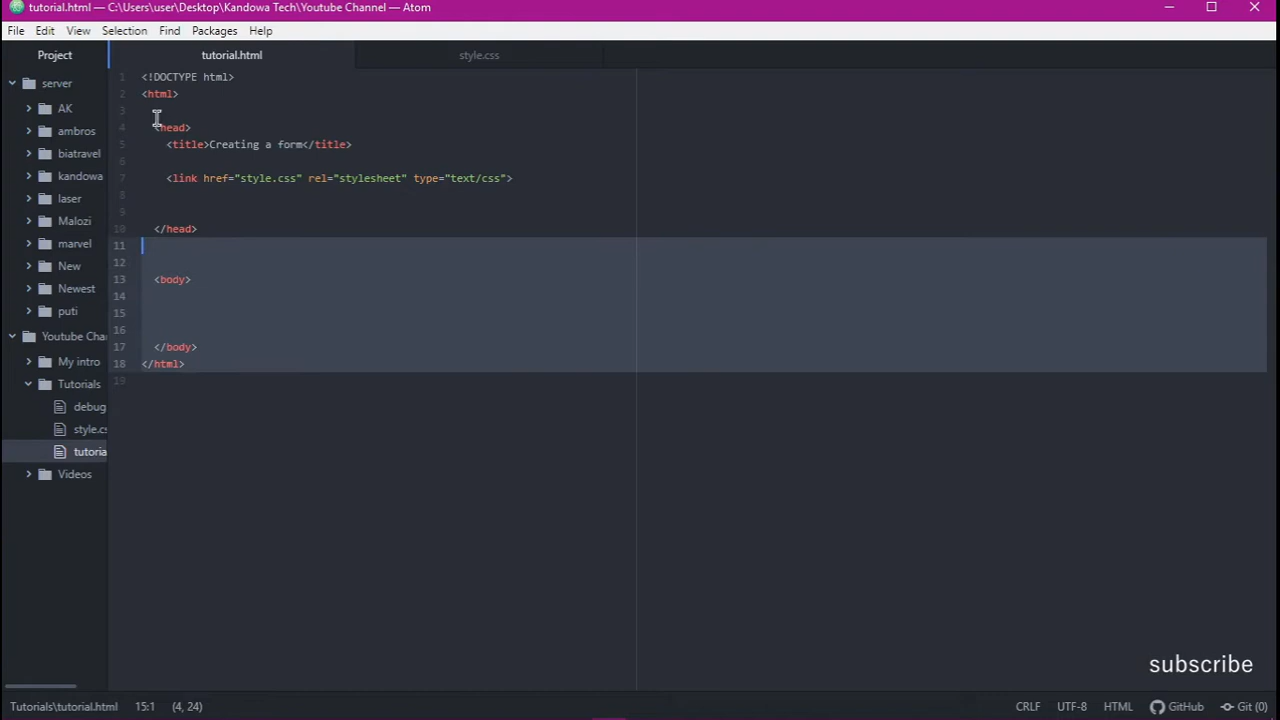 tutorial.html — C:\Users\user\Desktop\Kandowa Tech\Youtube Channel — Atom
File Edit View Selection Find Packages Help
Project
tutorial.html
style.css
server
AK
ambros
biatravel
kandowa
laser
Malozi
marvel
New
Newest
puti
Youtube Cha
My intro
Tutorials
debug
style.cs
tutoria
Videos
1 <!DOCTYPE html>
2 <html>
3
4 <head>
5 <title>Creating a form</title>
6
7 <link href="style.css" rel="stylesheet" type="text/css">
8
9
10 </head>
11
12
13 <body>
14
15
16
17 </body>
18 </html>
19
subscribe
Tutorials\tutorial.html 15:1 (4, 24) CRLF UTF-8 HTML GitHub Git (0)